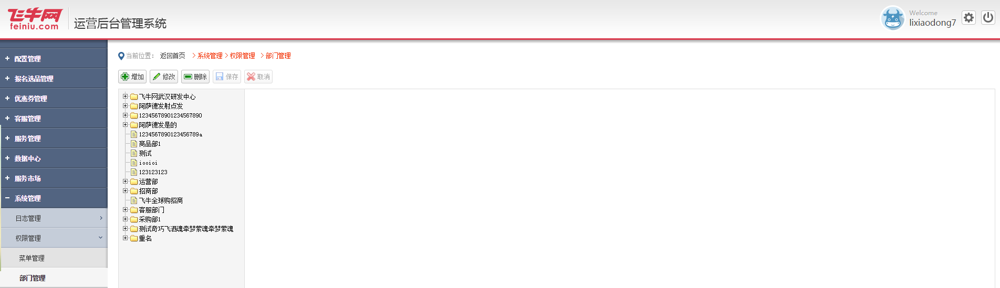 飞牛网
feiniu.com
运营后台管理系统
Welcome
lixiaodong7
配置管理
报名选品管理
优惠券管理
客服管理
服务管理
数据中心
服务市场
系统管理
日志管理
权限管理
菜单管理
部门管理
当前位置： 返回首页 >系统管理>权限管理 >部门管理
增加 修改 删除 保存 取消
飞牛网武汉研发中心
阿萨德发射点发
12345678901234567890
阿萨德发是的
1234567890123456789a
商品部1
测试
iooioi
123123123
运营部
招商部
飞牛全球购招商
客服部门
采购部1
测试奇巧飞洒魂牵梦萦魂牵梦萦魂
重名